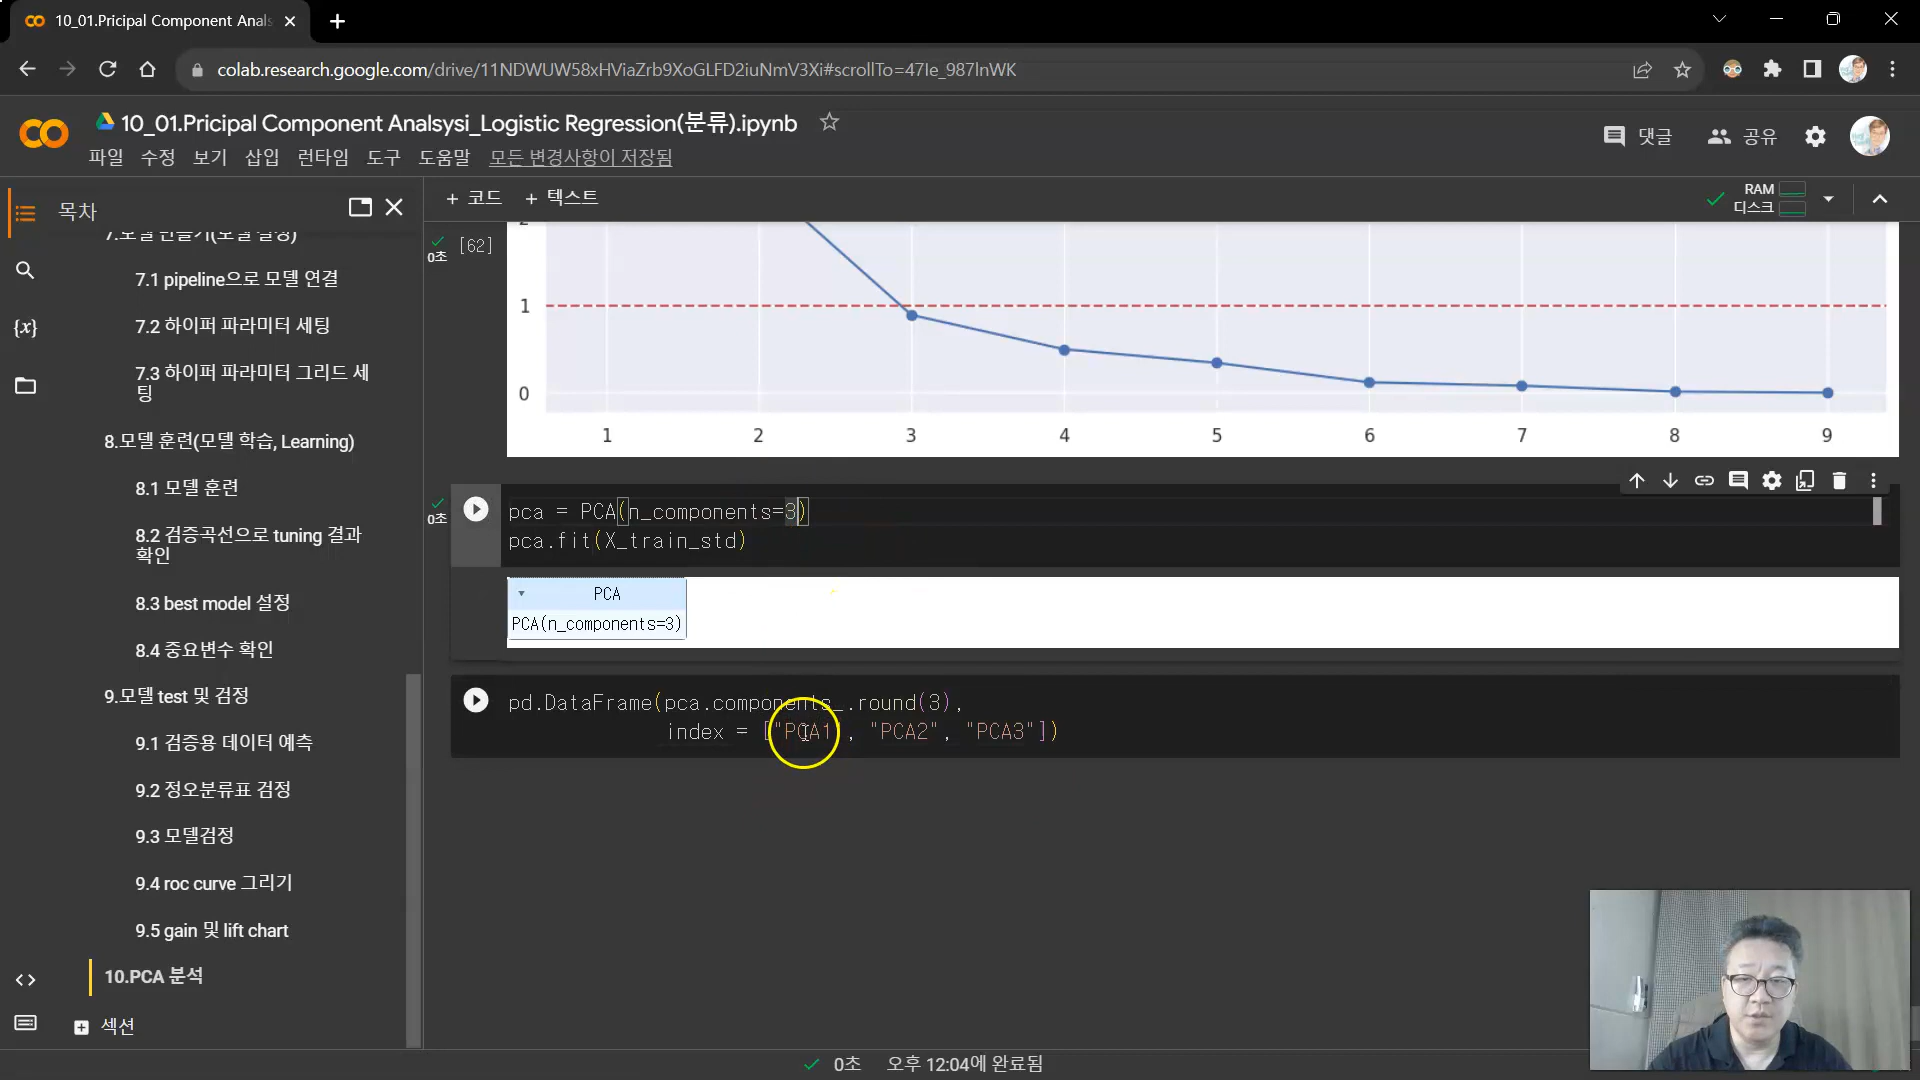 10_01.Pricipal Component Anals
colab.research.google.com/drive/11NDWUW58xHViaZrb9XoGLFD2iuNmV3Xi#scrollTo=47Ie_987lnWK
10_01.Pricipal Component Analsysi_Logistic Regression(분류).ipynb
댓글
공유
파일 수정 보기 삽입 런타임 도구 도움말 모든 변경사항이 저장됨
목차
+ 코드 + 텍스트
RAM
디스크
7.1 pipeline으로 모델 연결
7.2 하이퍼 파라미터 세팅
7.3 하이퍼 파라미터 그리드 세
팅
8.모델 훈련(모델 학습, Learning)
8.1 모델 훈련
8.2 검증곡선으로 tuning 결과
확인
8.3 best model 설정
8.4 중요변수 확인
9.모델 test 및 검정
9.1 검증용 데이터 예측
9.2 정오분류표 검정
9.3 모델검정
9.4 roc curve 그리기
9.5 gain 및 lift chart
10.PCA 분석
섹션
{x}
0초
[62]
1
0
1 2 3 4 5 6 7 8 9
0초
pca = PCA(n_components=3)
pca.fit(X_train_std)
PCA
PCA(n_components=3)
pd.DataFrame(pca.components_.round(3),
index = ["PCA1", "PCA2", "PCA3"])
0초 오후 12:04에 완료됨